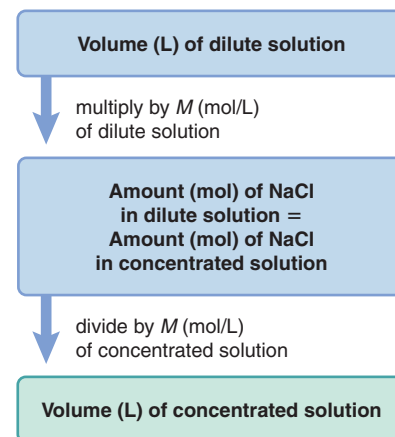 Volume (L) of dilute solution
multiply by M (mol/L)
of dilute solution
Amount (mol) of NaCl
in dilute solution =
Amount (mol) of NaCl
in concentrated solution
divide by M (mol/L)
of concentrated solution
Volume (L) of concentrated solution